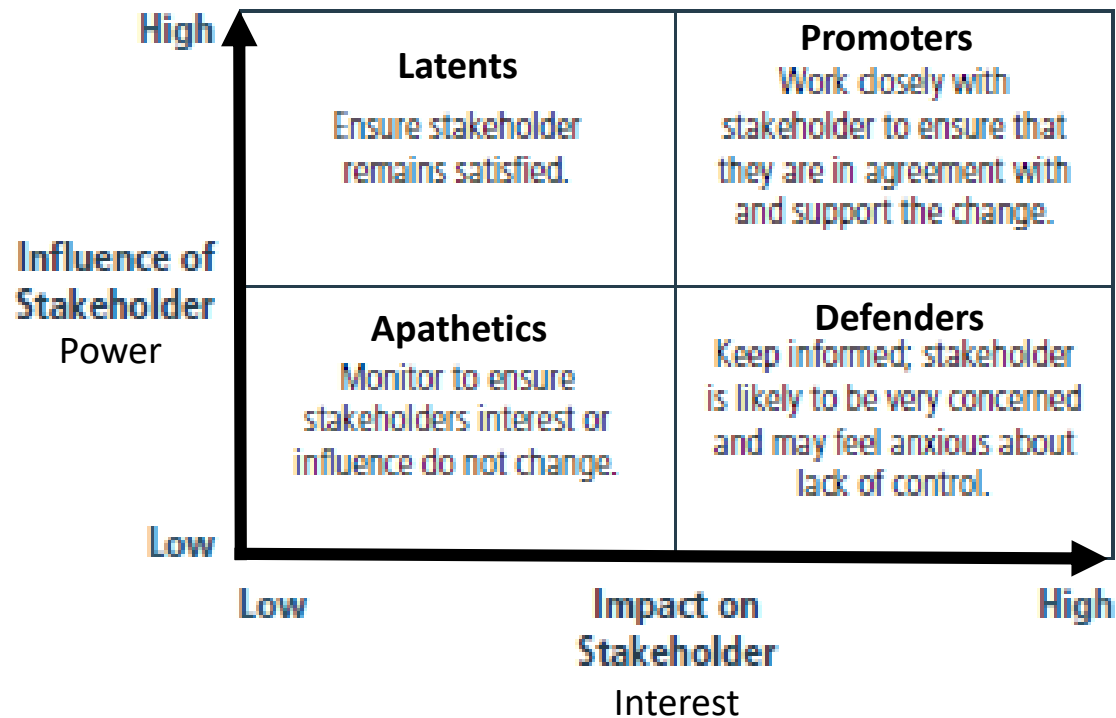 High
Latents
Ensure stakeholder
remains satisfied.
Promoters
Work closely with
stakeholder to ensure that
they are in agreement with
and support the change.
Influence of
Stakeholder
Power
Apathetics
Monitor to ensure
stakeholders interest or
influence do not change.
Defenders
Keep informed; stakeholder
is likely to be very concerned
and may feel anxious about
lack of control.
Low
Low
Impact on
Stakeholder
High
Interest